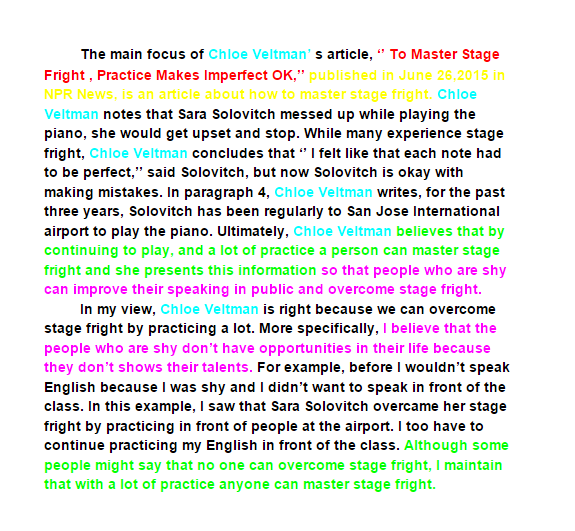 The main focus of Chloe Veltman' s article, '' To Master Stage
Fright , Practice Makes Imperfect OK,'' published in June 26,2015 in
NPR News, is an article about how to master stage fright. Chloe
Veltman notes that Sara Solovitch messed up while playing the
piano, she would get upset and stop. While many experience stage
fright, Chloe Veltman concludes that '' I felt like that each note had
to be perfect,'' said Solovitch, but now Solovitch is okay with
making mistakes. In paragraph 4, Chloe Veltman writes, for the past
three years, Solovitch has been regularly to San Jose International
airport to play the piano. Ultimately, Chloe Veltman believes that by
continuing to play, and a lot of practice a person can master stage
fright and she presents this information so that people who are shy
can improve their speaking in public and overcome stage fright.
In my view, Chloe Veltman is right because we can overcome
stage fright by practicing a lot. More specifically, I believe that the
people who are shy don't have opportunities in their life because
they don't shows their talents. For example, before I wouldn't speak
English because I was shy and I didn't want to speak in front of the
class. In this example, I saw that Sara Solovitch overcame her stage
fright by practicing in front of people at the airport. I too have to
continue practicing my English in front of the class. Although some
people might say that no one can overcome stage fright, I maintain
that with a lot of practice anyone can master stage fright.